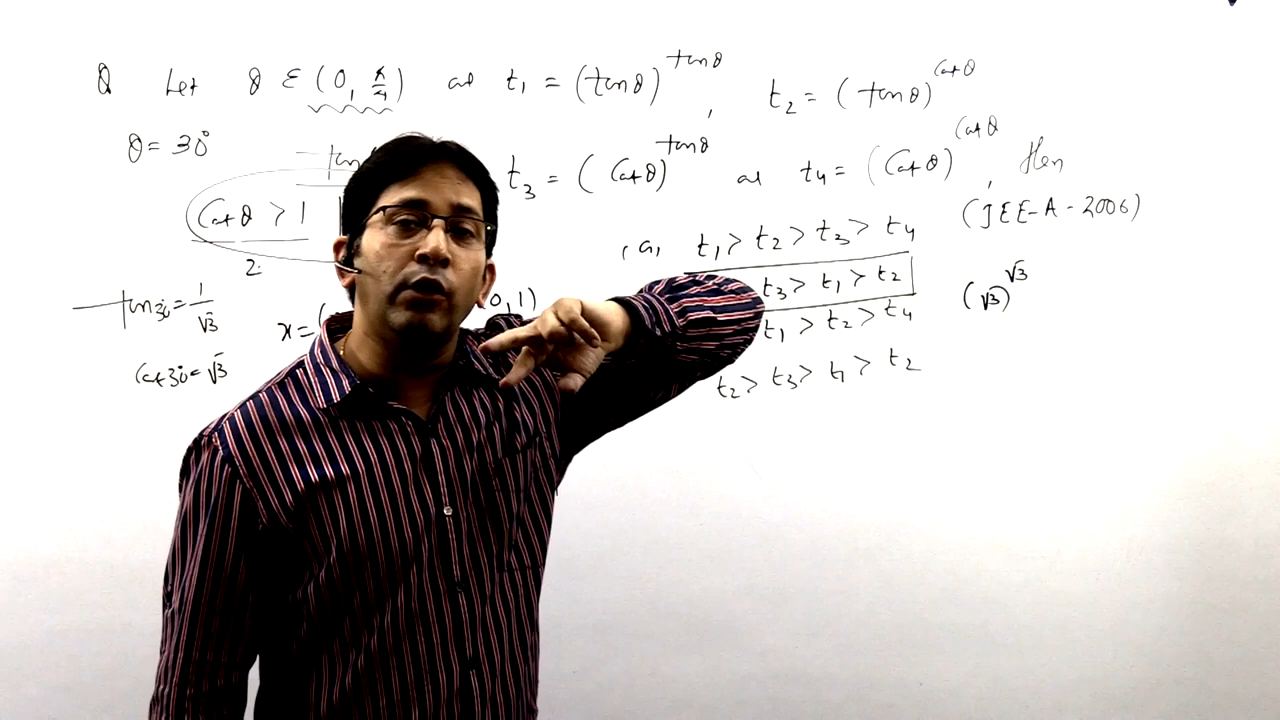 Q Let θ ∈ (0, π/4) and t₁ = (tanθ)^tanθ, t₂ = (tanθ)^cotθ
θ = 30° tan t₃ = (Cotθ)^tanθ and t₄ = (Cotθ)^Cotθ, then
Cotθ > 1 (JEE-A-2006)
(a) t₁ > t₂ > t₃ > t₄
2. t₃ > t₁ > t₂ (√3)^√3
tan30 = 1/√3 x = ( 0, 1) t₁ > t₂ > t₄
Cot30 = √3 t₂ > t₃ > t₁ > t₂